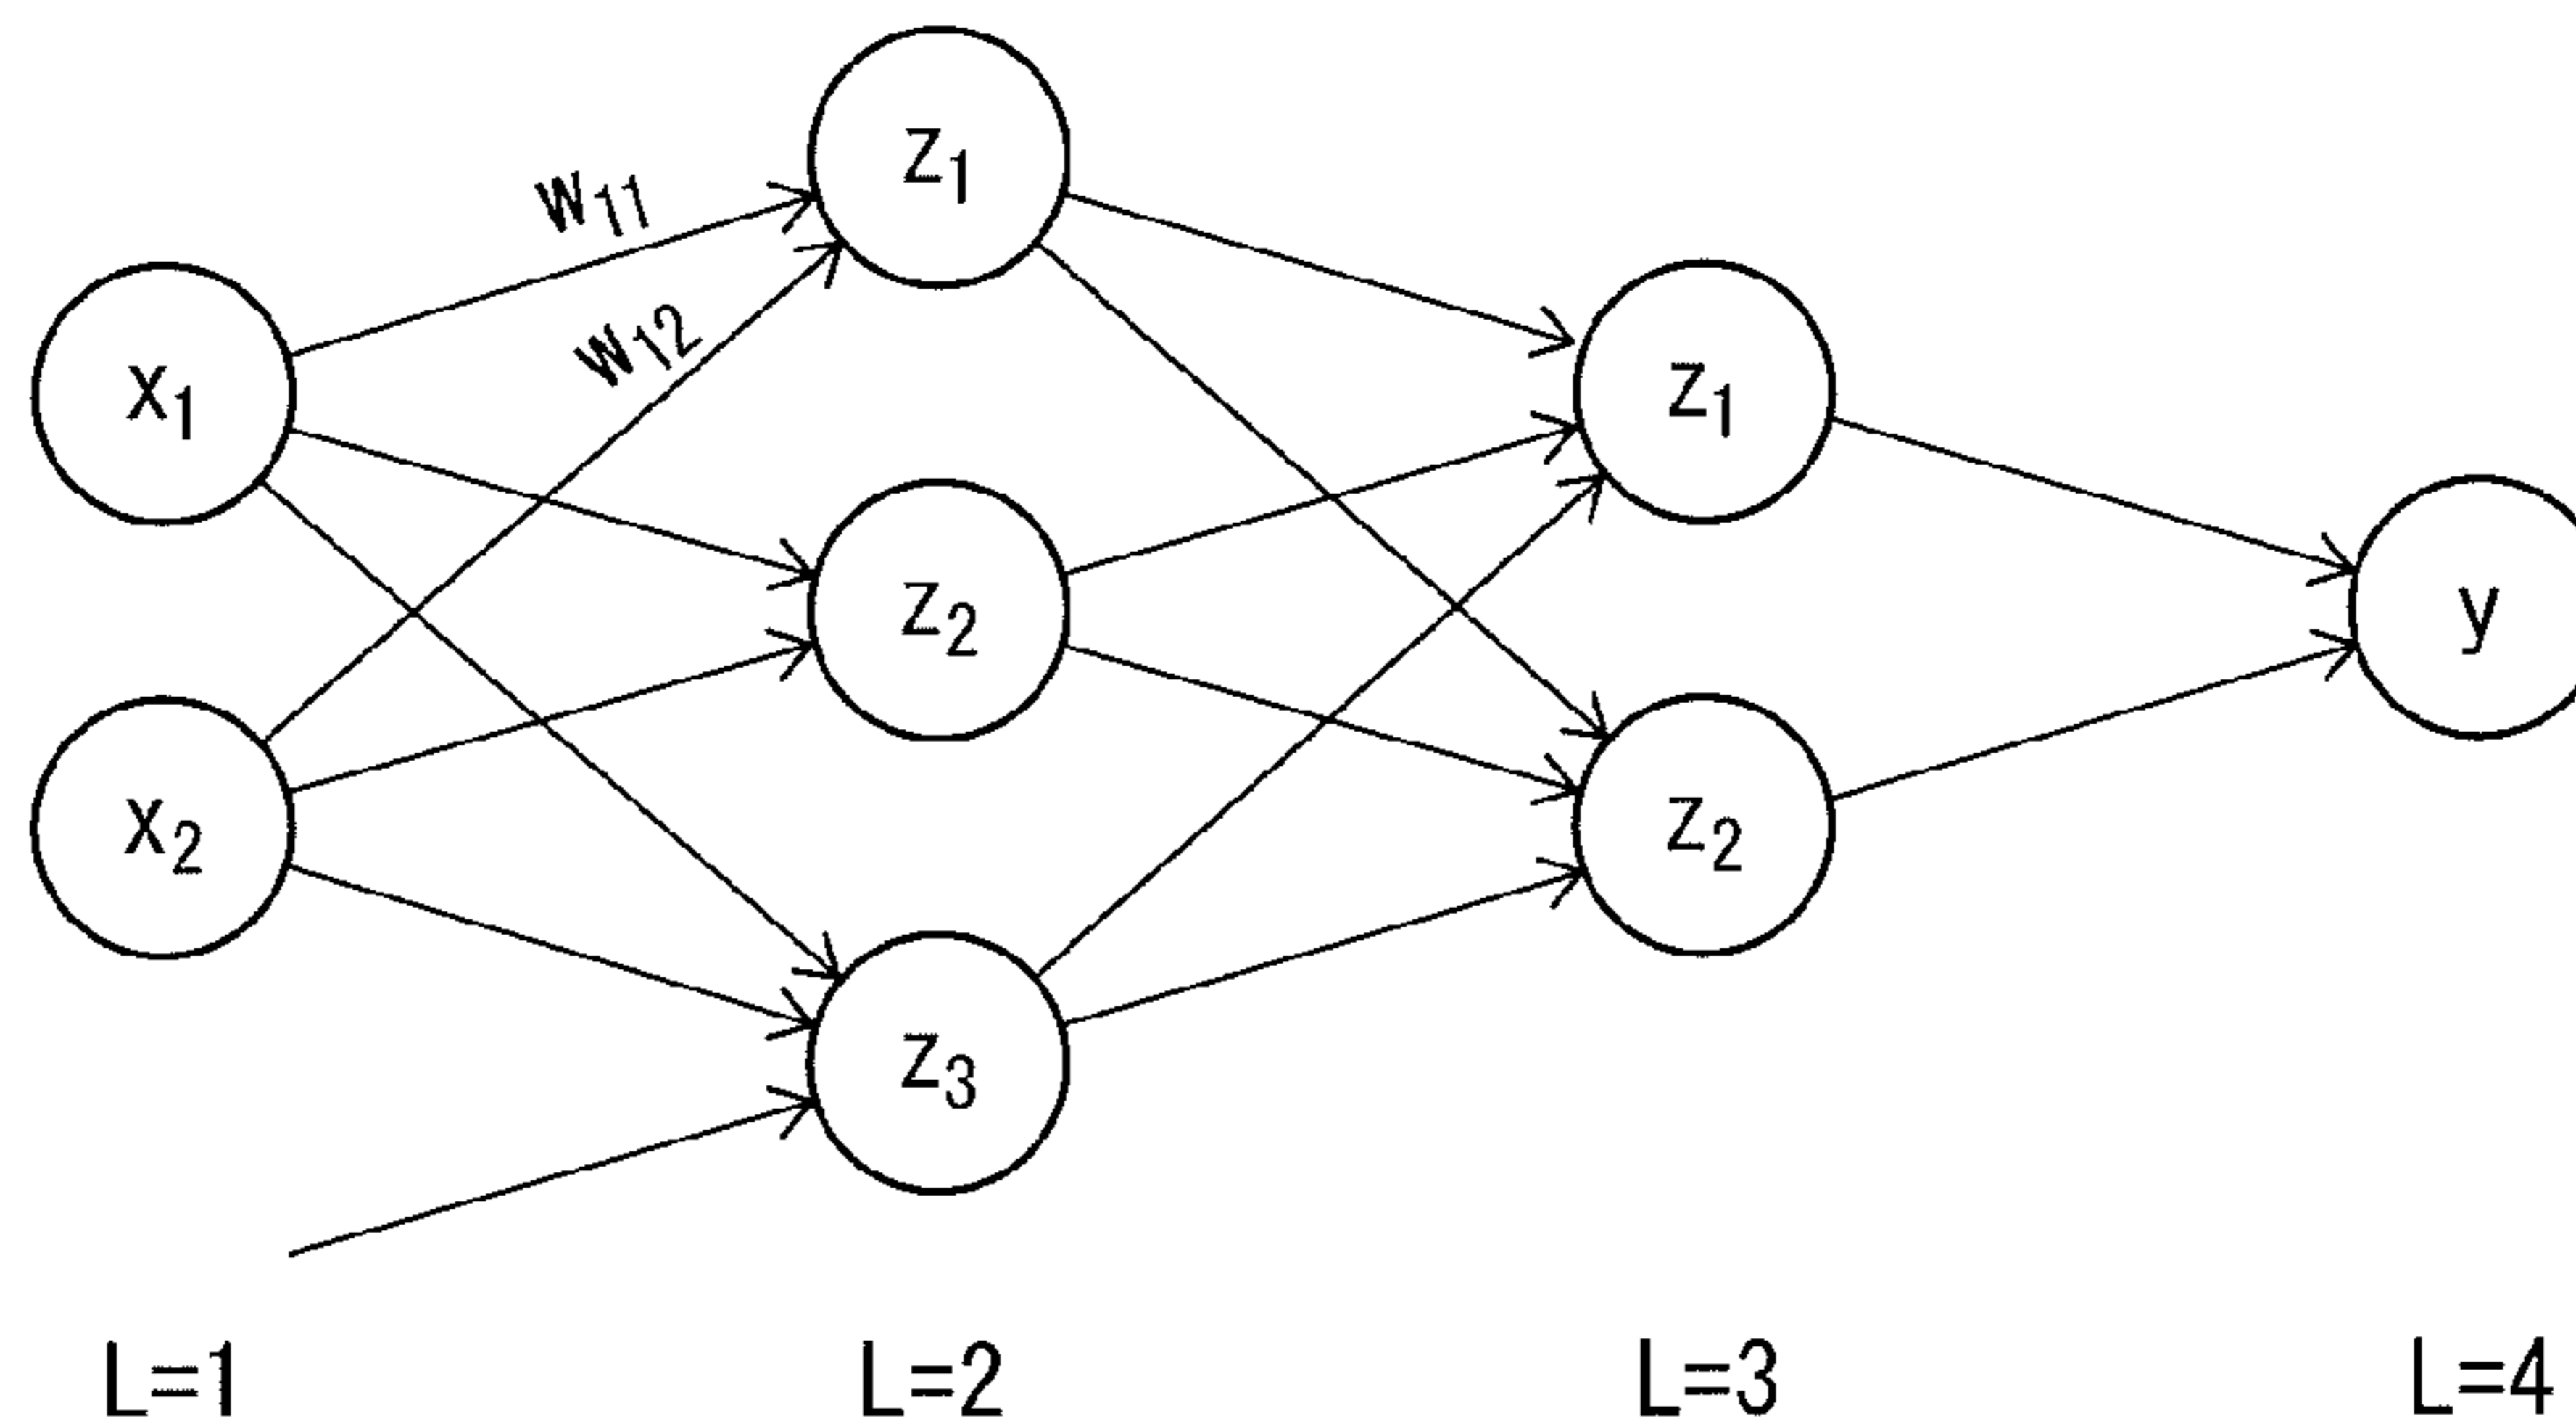 z₁
w₁₁
x₁
w₁₂
z₁
z₂
y
x₂
z₂
z₃
L=1 L=2 L=3 L=4